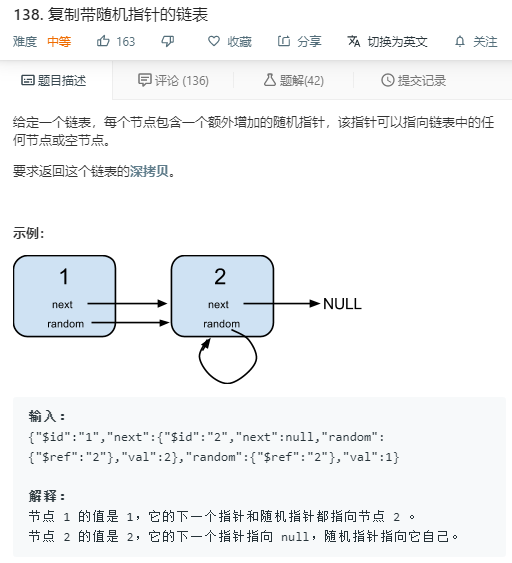 138. 复制带随机指针的链表
难度 中等 163 收藏 分享 切换为英文 关注
题目描述 评论 (136) 题解(42) 提交记录
给定一个链表，每个节点包含一个额外增加的随机指针，该指针可以指向链表中的任
何节点或空节点。
要求返回这个链表的深拷贝。
示例：
1 2
next next NULL
random random
输入：
{"$id":"1","next":{"$id":"2","next":null,"random":
{"$ref":"2"},"val":2},"random":{"$ref":"2"},"val":1}
解释：
节点 1 的值是 1，它的下一个指针和随机指针都指向节点 2 。
节点 2 的值是 2，它的下一个指针指向 null，随机指针指向它自己。